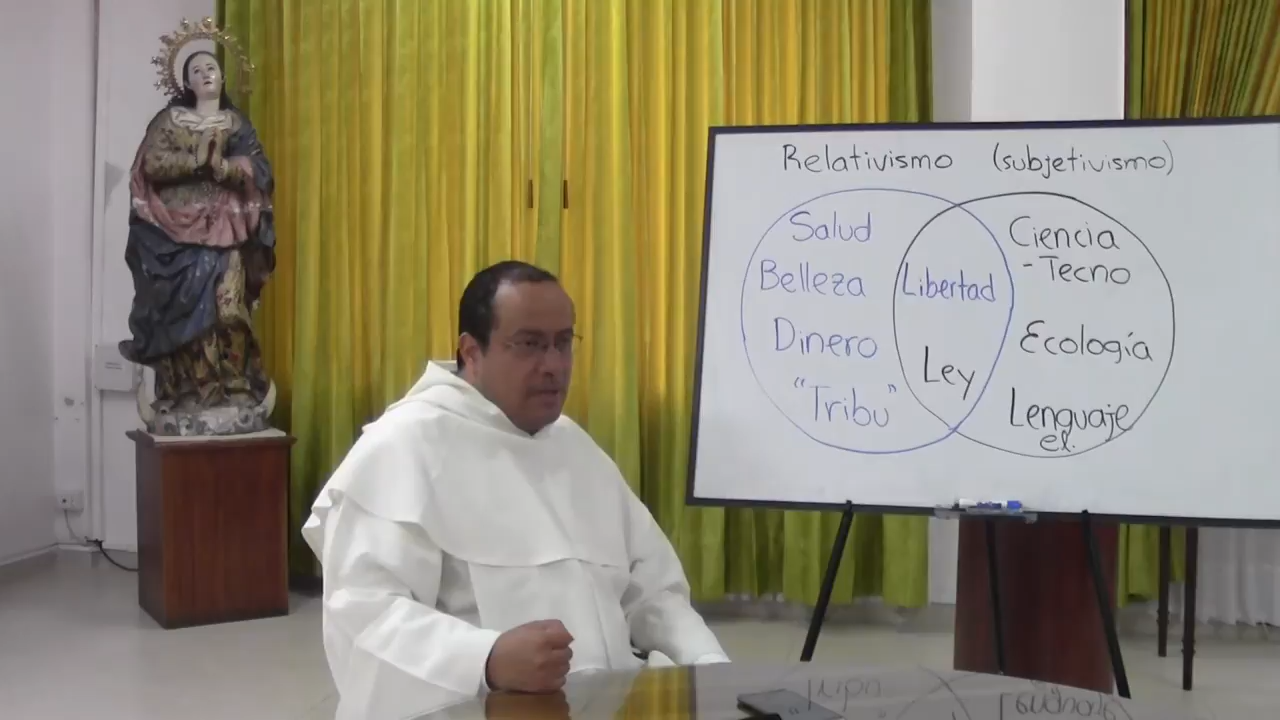 Relativismo (subjetivismo)
Salud
Belleza
Dinero
"Tribu"
Libertad
Ley
Ciencia
- Tecno
Ecología
Lenguaje
el.